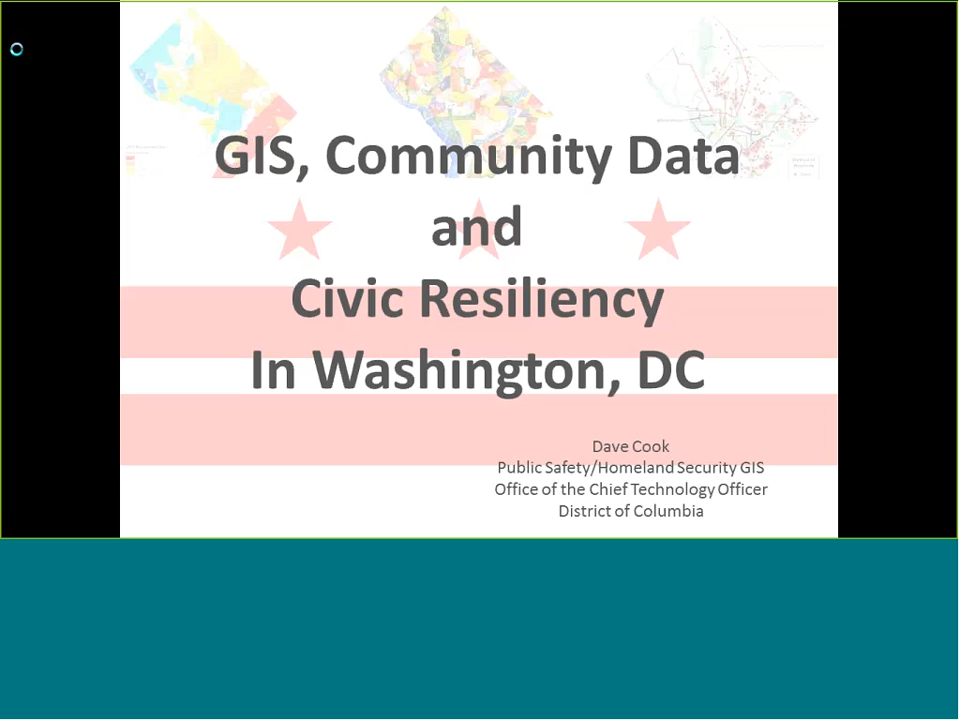 GIS, Community Data
and
Civic Resiliency
In Washington, DC
Dave Cook
Public Safety/Homeland Security GIS
Office of the Chief Technology Officer
District of Columbia